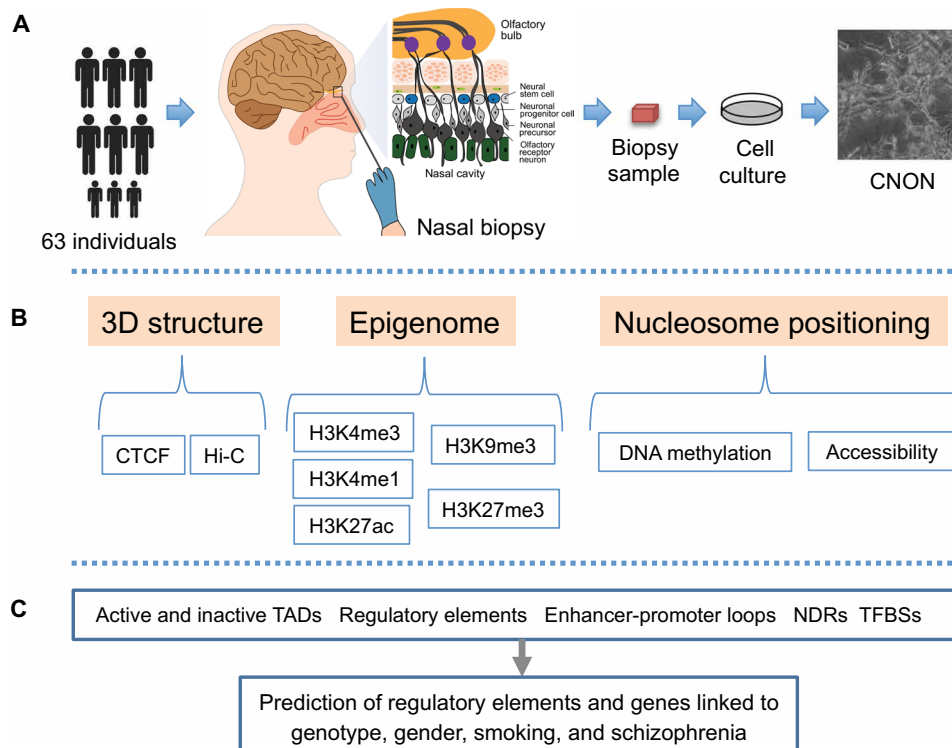 A
63 individuals
Olfactory
bulb
Neural
stem cell
Neuronal
progenitor cell
Neuronal
precursor
Olfactory
receptor
neuron
Nasal cavity
Nasal biopsy
Biopsy
sample
Cell
culture
CNON
B
3D structure
Epigenome
Nucleosome positioning
CTCF
Hi-C
H3K4me3
H3K4me1
H3K27ac
H3K9me3
H3K27me3
DNA methylation
Accessibility
C
Active and inactive TADs Regulatory elements Enhancer-promoter loops NDRs TFBSs
Prediction of regulatory elements and genes linked to
genotype, gender, smoking, and schizophrenia